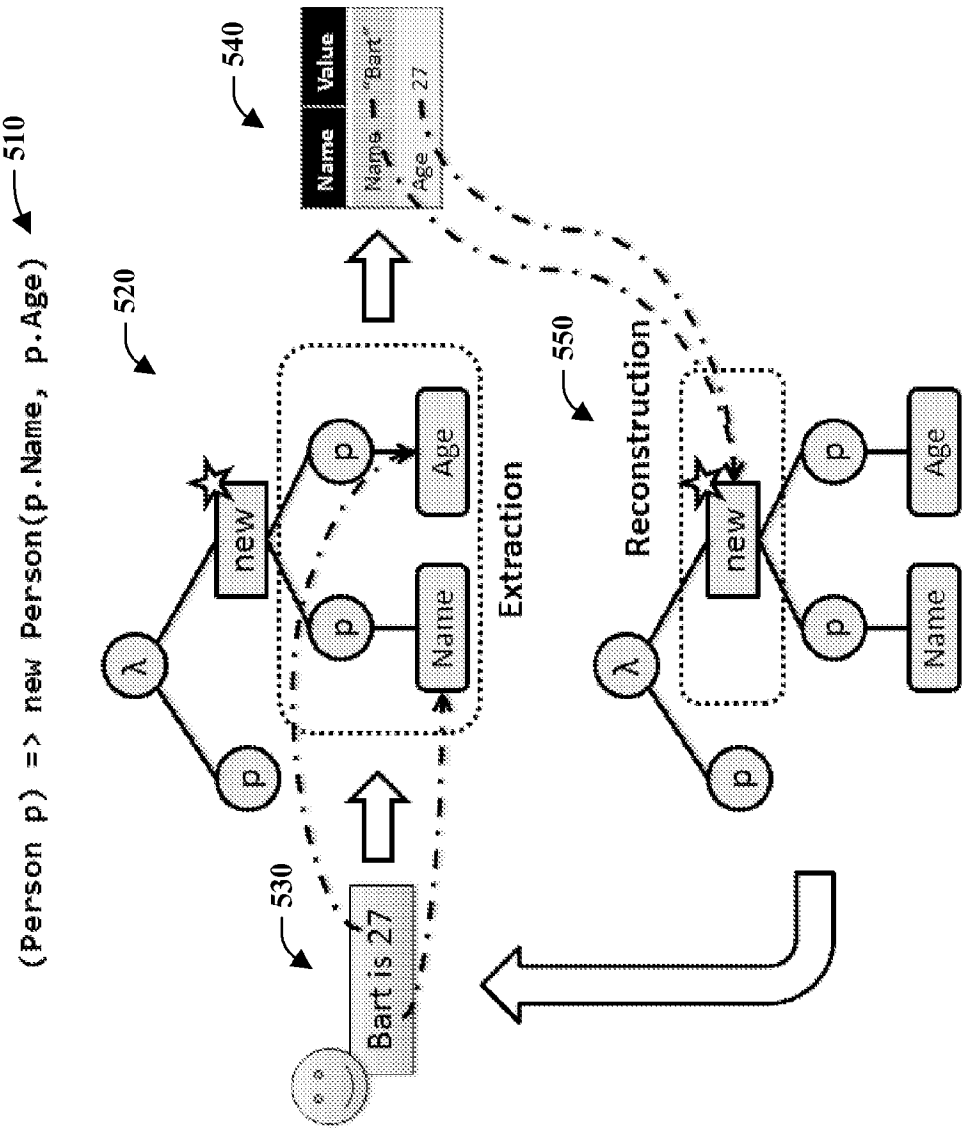 (Person p) => new Person(p.Name, p.Age)
510
520
530
540
λ
p
new
p
p
Name
Age
Bart is 27
Extraction
Name Value
Name "Bart"
Age 27
550
Reconstruction
λ
p
new
p
p
Name
Age